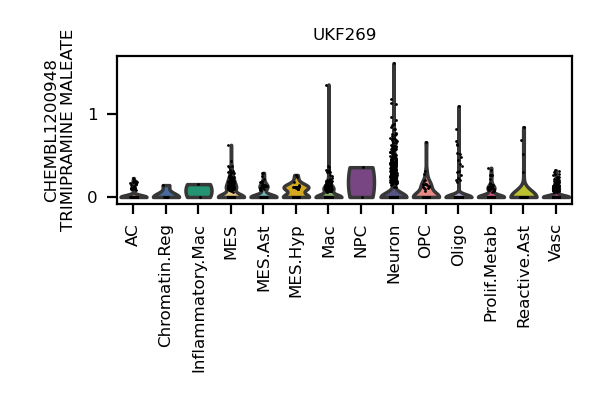 UKF269
CHEMBL1200948
TRIMIPRAMINE MALEATE
1
0
AC
Chromatin.Reg
Inflammatory.Mac
MES
MES.Ast
MES.Hyp
Mac
NPC
Neuron
OPC
Oligo
Prolif.Metab
Reactive.Ast
Vasc